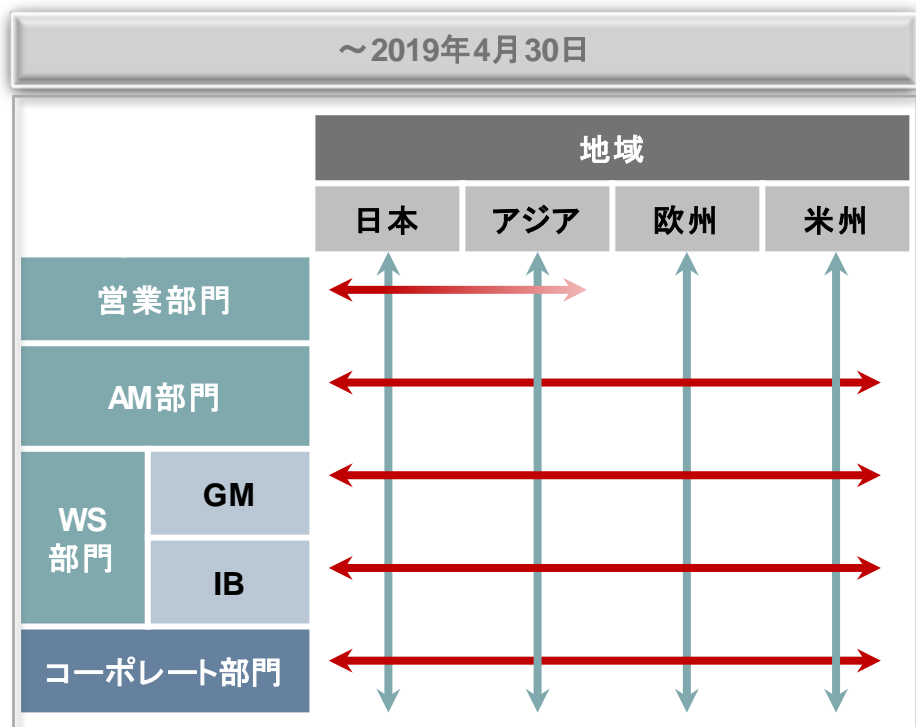 ～2019年4月30日
地域
日本
アジア
欧州
米州
営業部門
AM部門
WS
部門
GM
IB
コーポレート部門